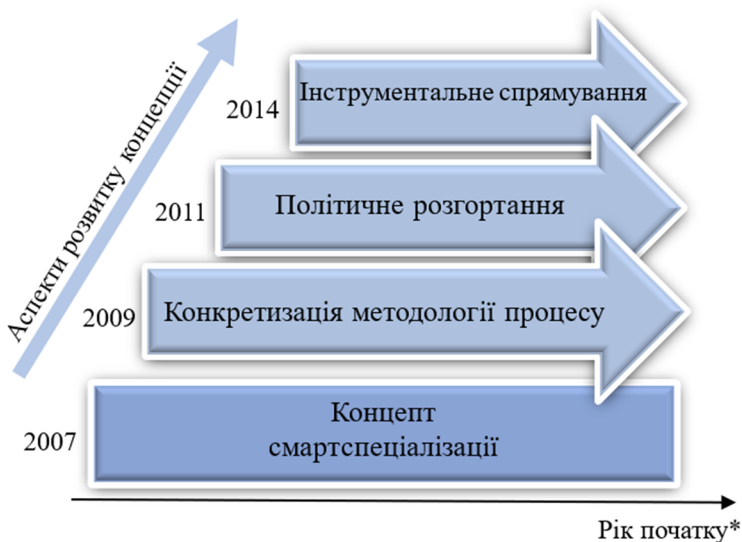 Аспекти розвитку концепції
2014
Інструментальне спрямування
2011
Політичне розгортання
2009
Конкретизація методології процесу
2007
Концепт
смартспеціалізації
Рік початку*